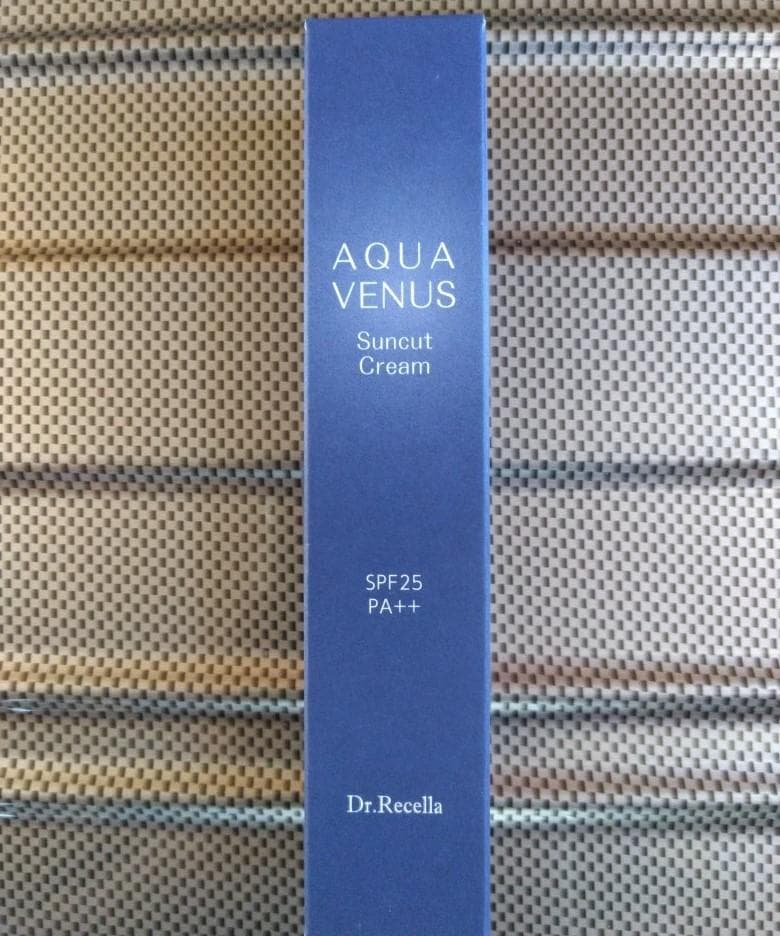 AQUA
VENUS
Suncut
Cream
SPF25
PA++
Dr.Recella